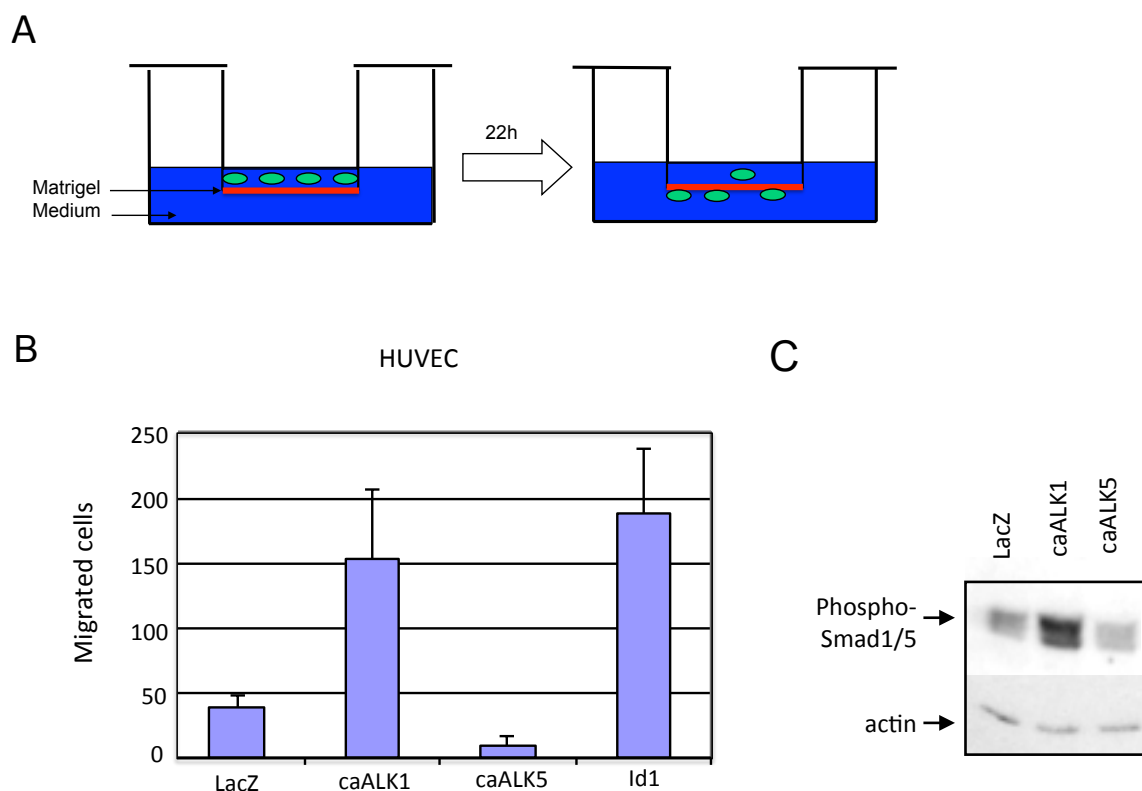 A
22h
Matrigel
Medium
B
HUVEC
Migrated cells
250
200
150
100
50
0
LacZ
caALK1
caALK5
Id1
C
LacZ
caALK1
caALK5
Phospho-
Smad1/5
actin